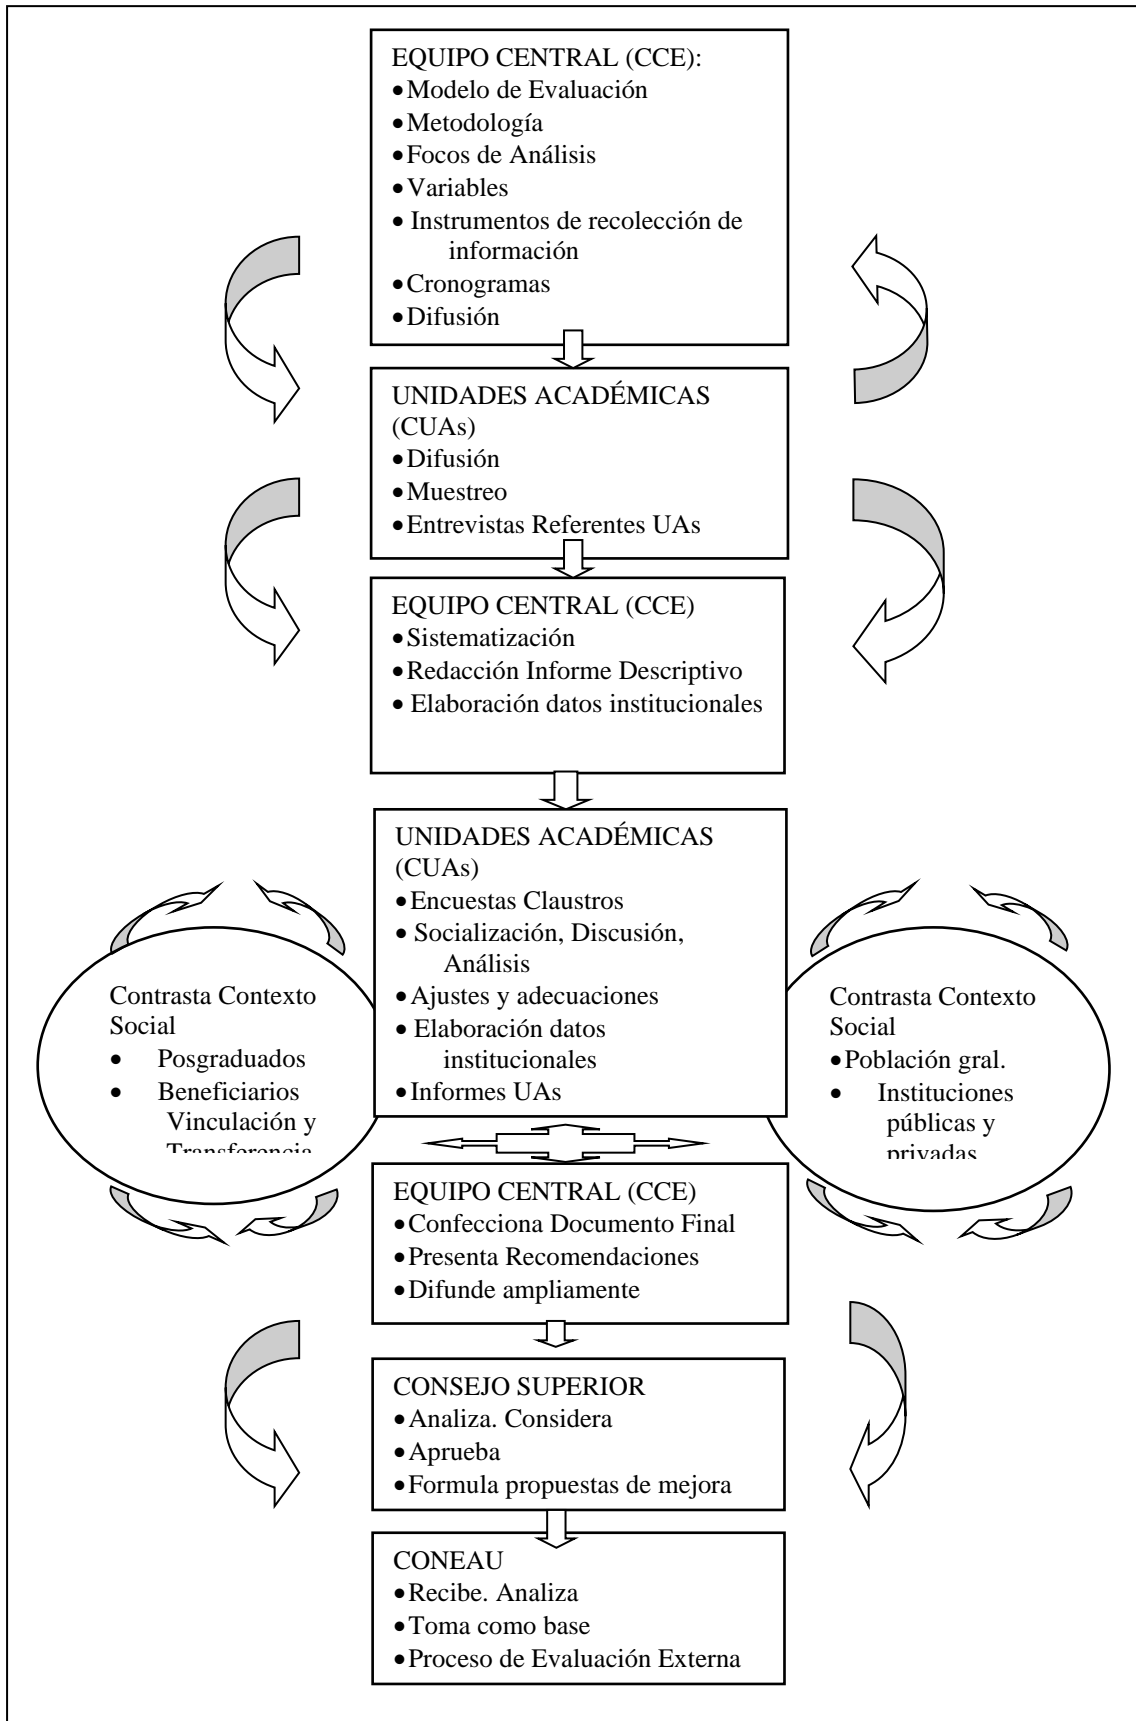 EQUIPO CENTRAL (CCE):
•Modelo de Evaluación
•Metodología
•Focos de Análisis
•Variables
• Instrumentos de recolección de
información
•Cronogramas
•Difusión
UNIDADES ACADÉMICAS
(CUAs)
•Difusión
•Muestreo
•Entrevistas Referentes UAs
EQUIPO CENTRAL (CCE)
•Sistematización
•Redacción Informe Descriptivo
• Elaboración datos institucionales
UNIDADES ACADÉMICAS
(CUAs)
•Encuestas Claustros
• Socialización, Discusión,
Análisis
•Ajustes y adecuaciones
• Elaboración datos
institucionales
•Informes UAs
Contrasta Contexto
Social
• Posgraduados
• Beneficiarios
Vinculación y
Transferencia
Contrasta Contexto
Social
•Población gral.
• Instituciones
públicas y
privadas
EQUIPO CENTRAL (CCE)
•Confecciona Documento Final
•Presenta Recomendaciones
•Difunde ampliamente
CONSEJO SUPERIOR
•Analiza. Considera
•Aprueba
•Formula propuestas de mejora
CONEAU
•Recibe. Analiza
•Toma como base
•Proceso de Evaluación Externa